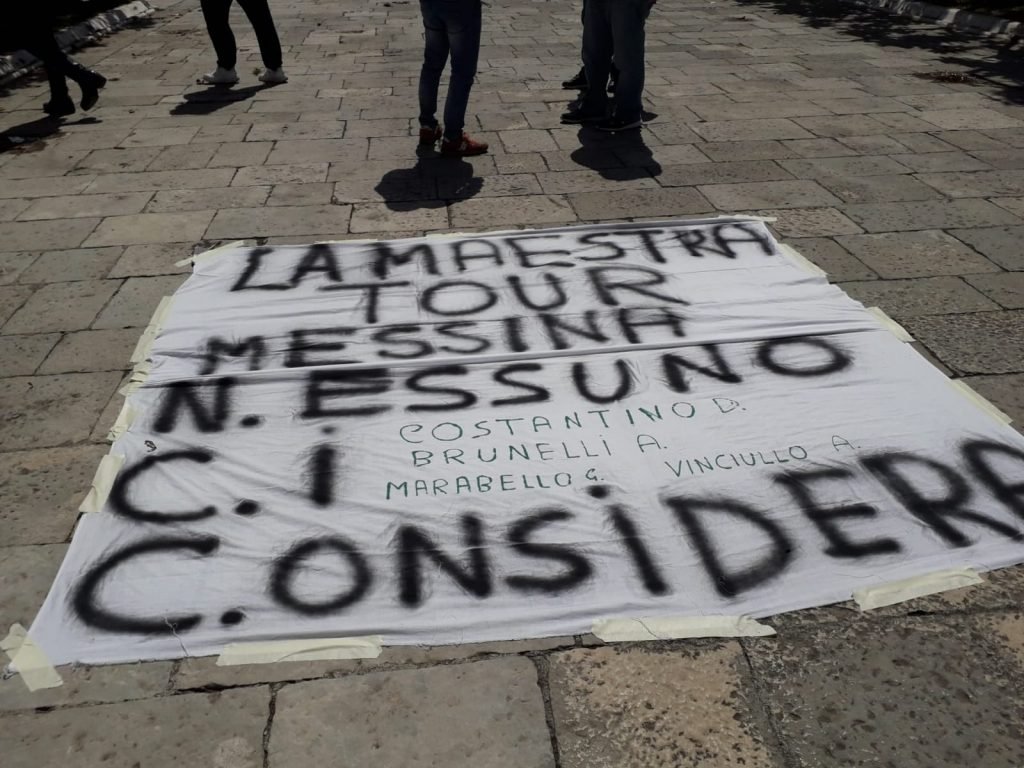 LA MAESTRA
TOUR
MESSINA
N. ESSUNO
COSTANTINO D.
BRUNELLI A.
MARABELLO G. VINCIULLO A.
C. i
C. ONSIDERA